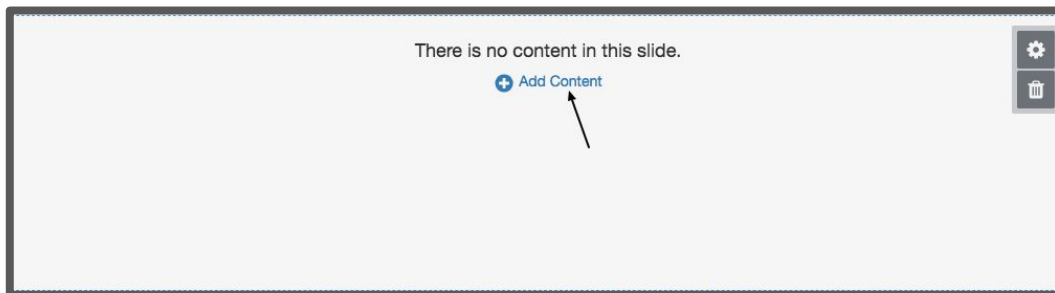 There is no content in this slide.
Add Content